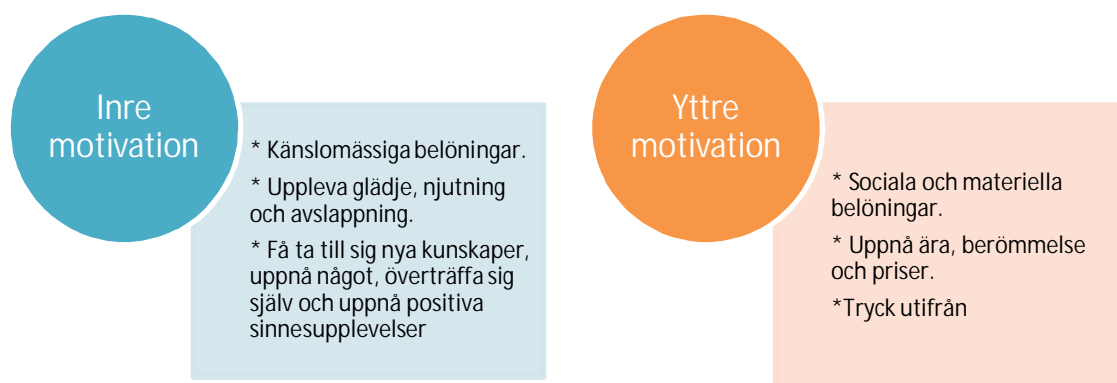 Inre
motivation
* Känslomässiga belöningar.
* Uppleva glädje, njutning
och avslappning.
* Få ta till sig nya kunskaper,
uppnå något, överträffa sig
själv och uppnå positiva
sinnesupplevelser
Yttre
motivation
* Sociala och materiella
belöningar.
* Uppnå ära, berömmelse
och priser.
*Tryck utifrån